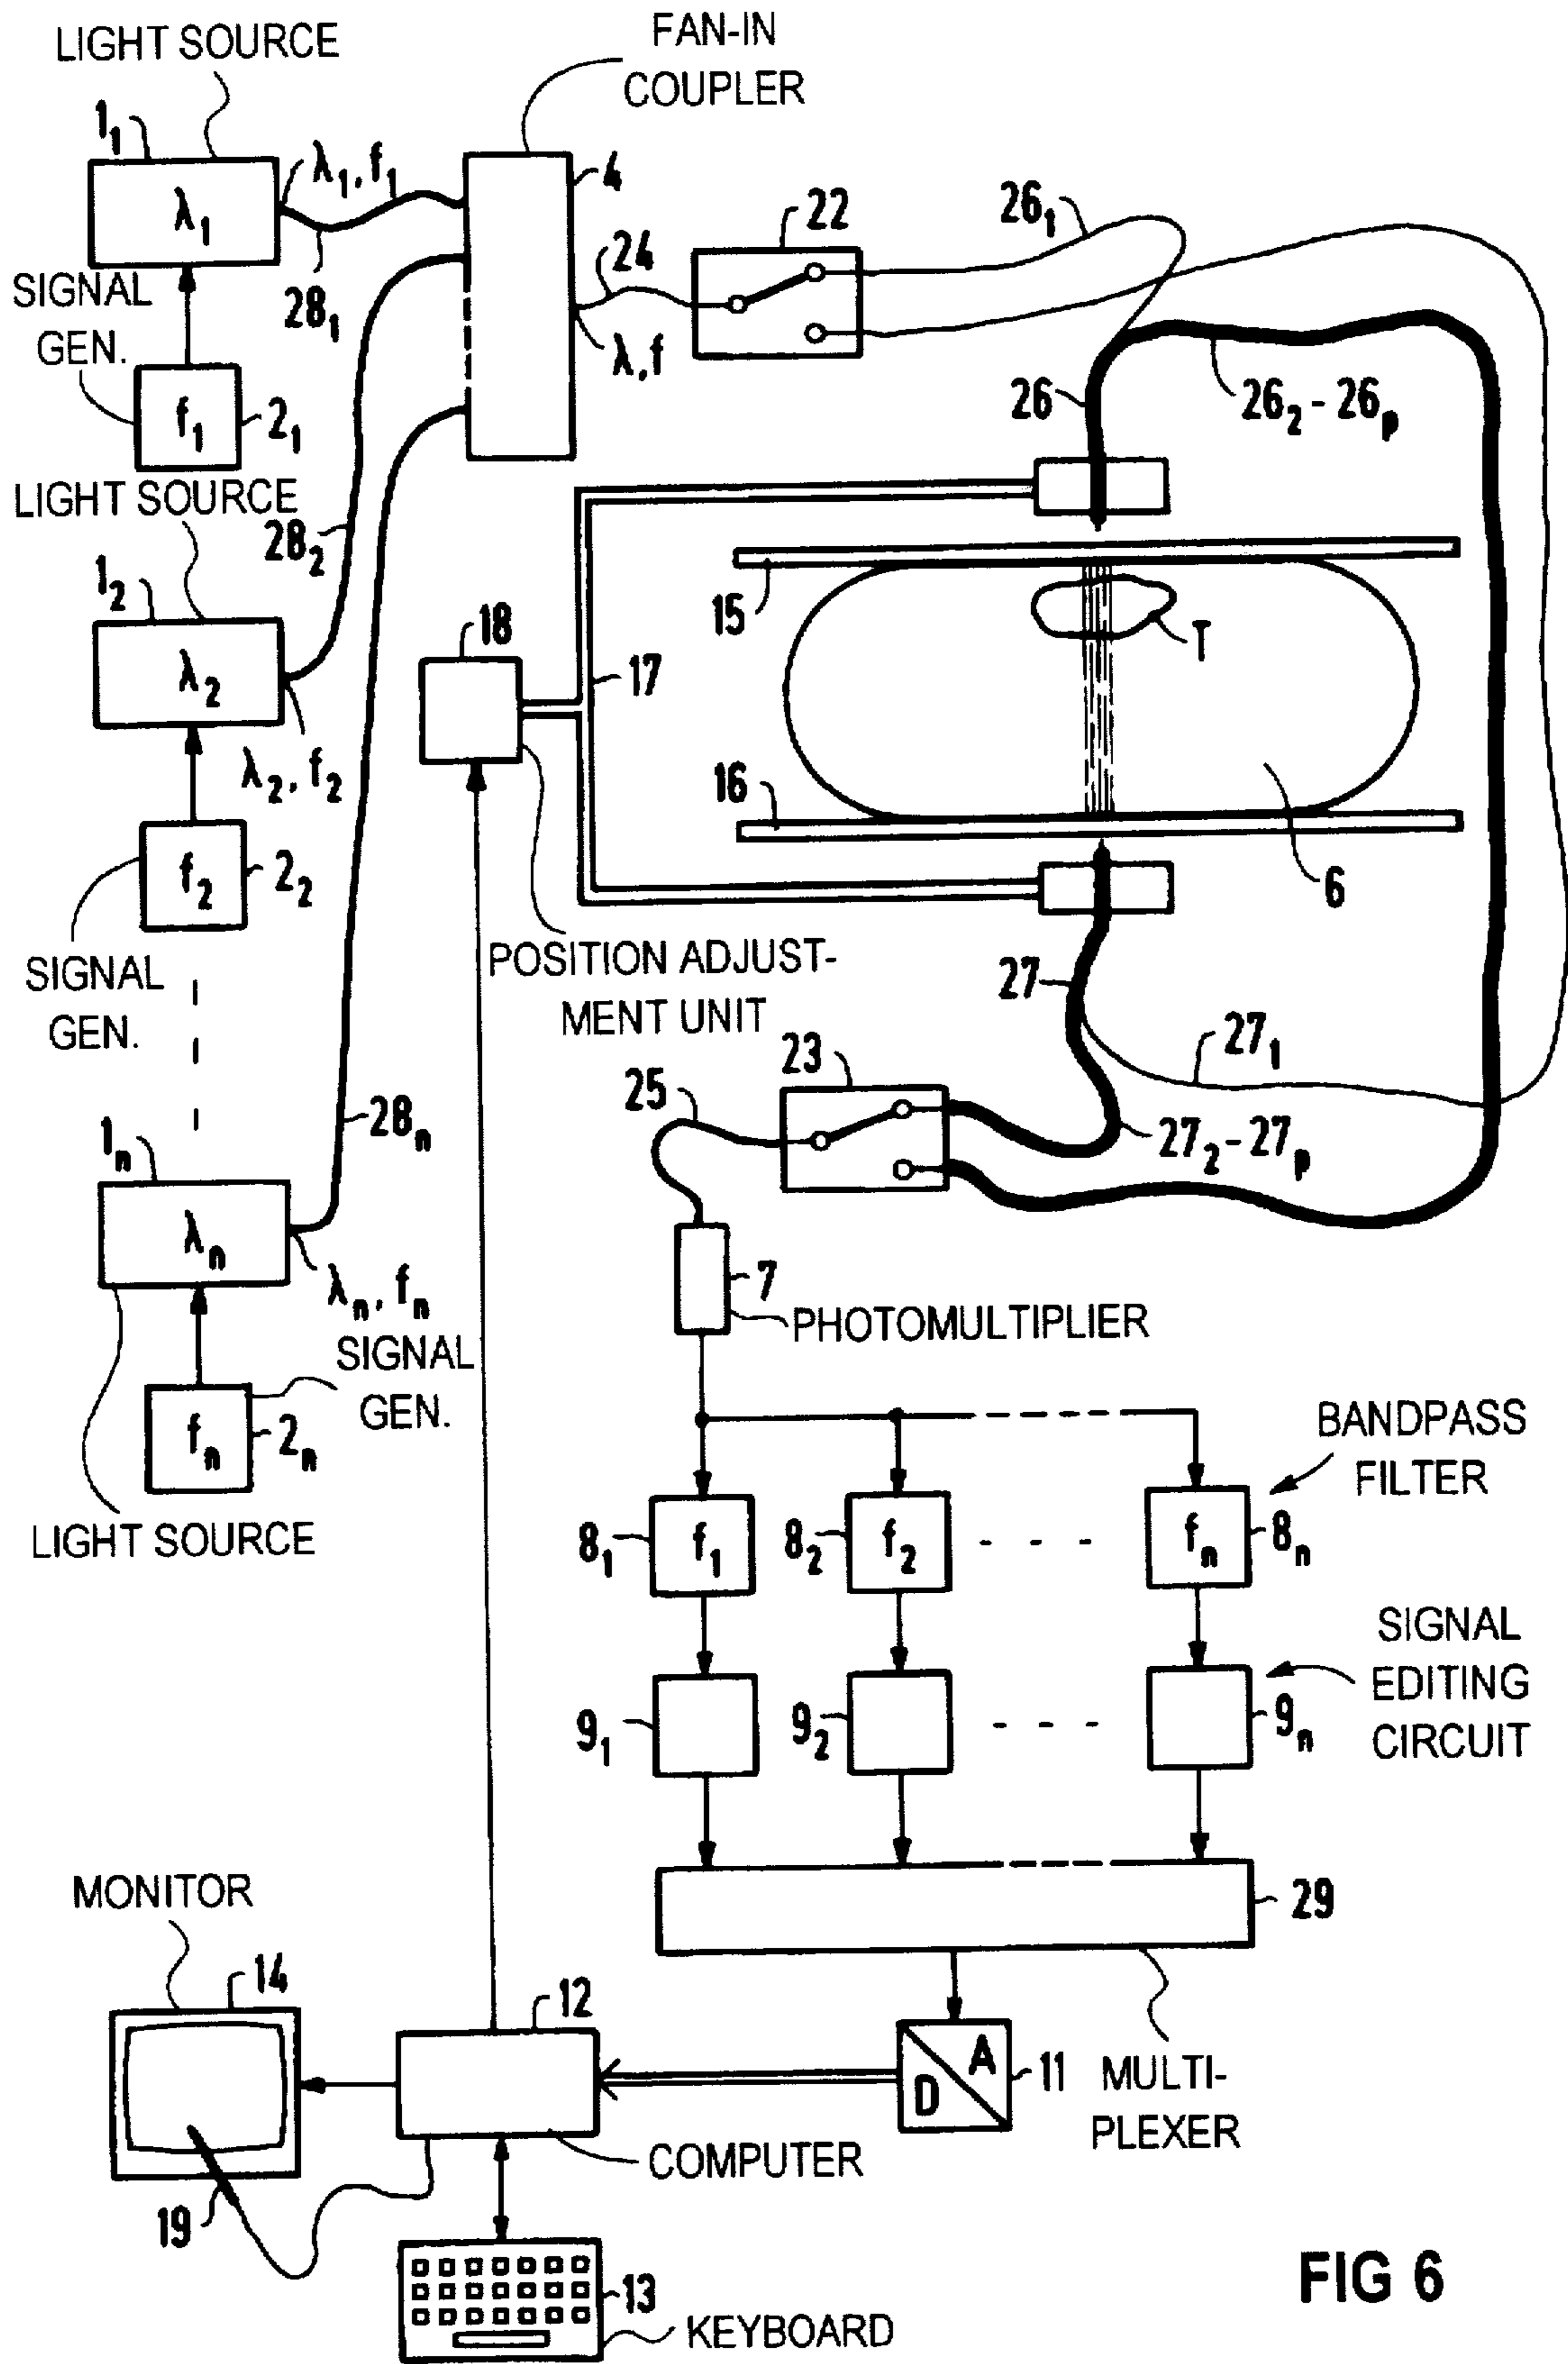 LIGHT SOURCE
FAN-IN
COUPLER
1₁
λ₁
λ₁, f₁
4
22
26₁
24
SIGNAL
GEN.
28₁
λ,f
f₁
2₁
26
26₂ - 26ₚ
LIGHT SOURCE
28₂
1₂
λ₂
15
T
18
17
λ₂, f₂
16
f₂
2₂
6
SIGNAL
GEN.
POSITION ADJUST-
MENT UNIT
27
27₁
23
25
28ₙ
27₂ - 27ₚ
1ₙ
λₙ
λₙ, fₙ
7
PHOTOMULTIPLIER
SIGNAL
GEN.
fₙ
2ₙ
BANDPASS
FILTER
LIGHT SOURCE
8₁
f₁
8₂
f₂
fₙ
8ₙ
SIGNAL
EDITING
CIRCUIT
9₁
9₂
9ₙ
MONITOR
29
14
12
A
D
11
MULTI-
PLEXER
COMPUTER
19
13
KEYBOARD
FIG 6